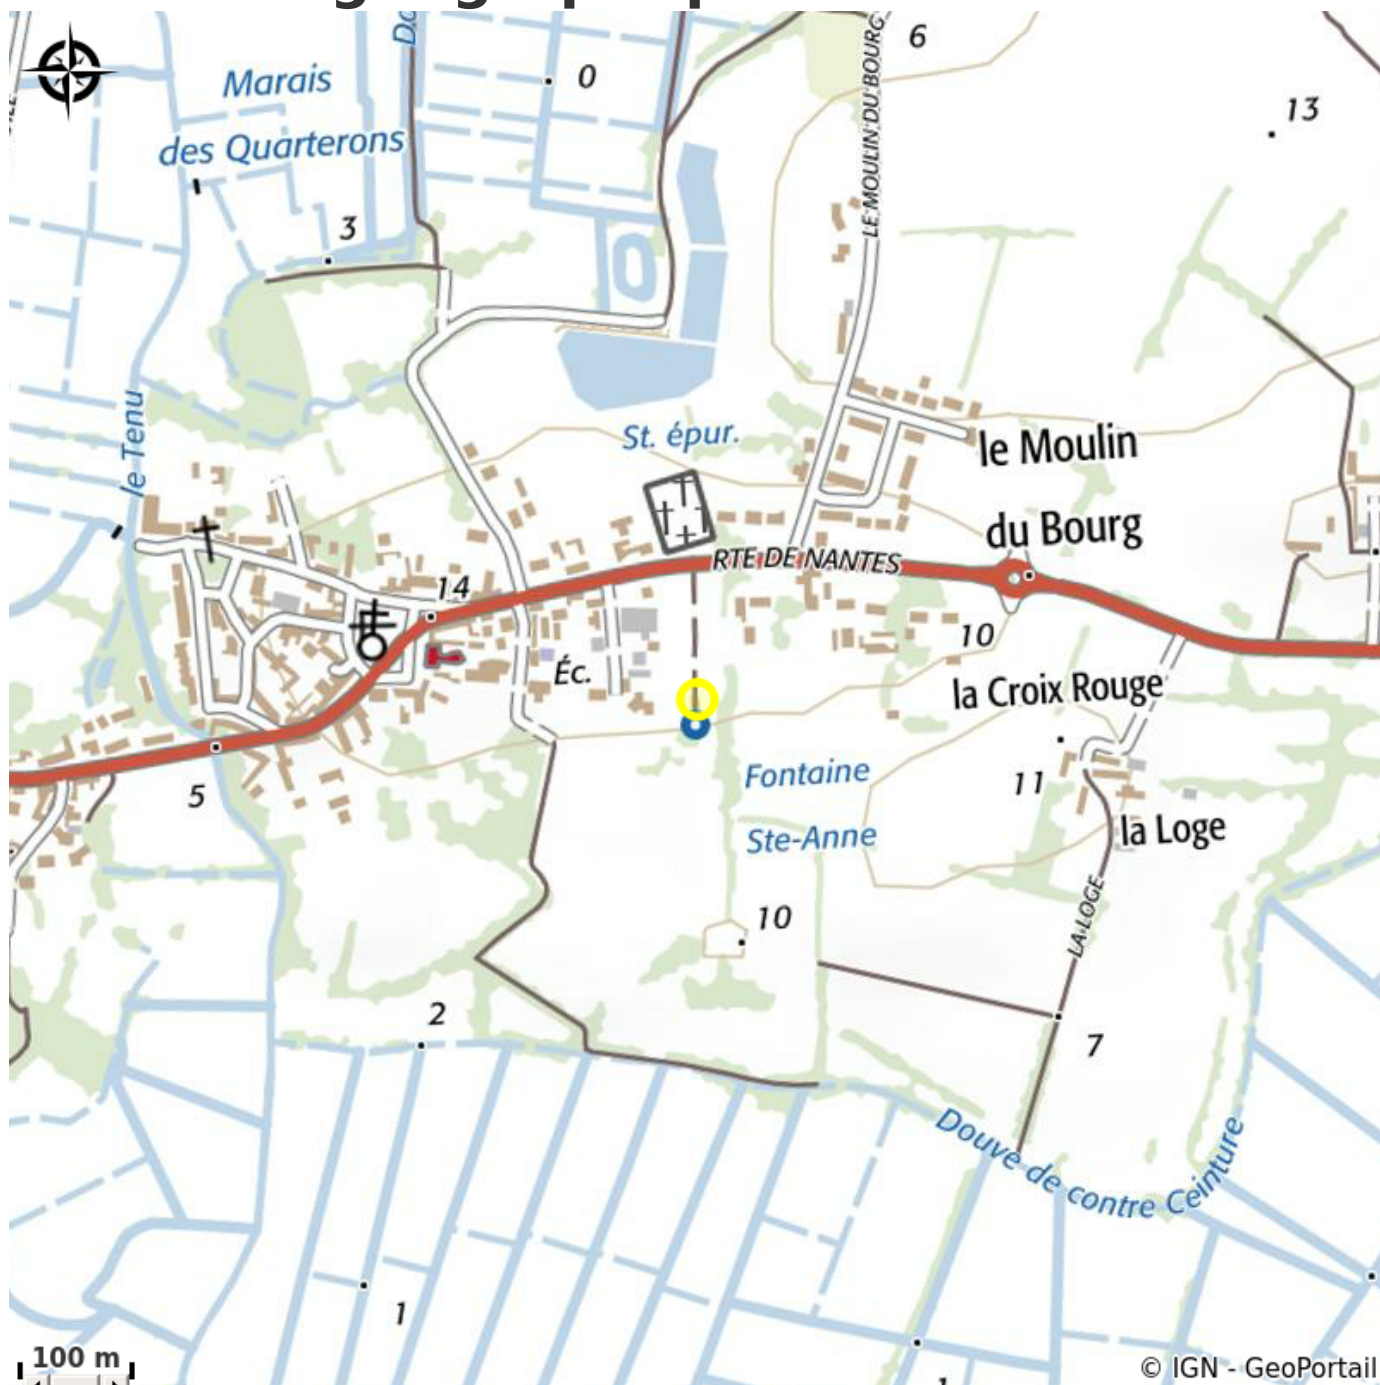 6
0
Marais
13
des Quarterons
LE MOULIN DU BOURG
3
le Tenu
St. épur.
le Moulin
du Bourg
RTE DE NANTES
14
10
Éc.
la Croix Rouge
Fontaine
11
5
Ste-Anne
la Loge
10
LA LOGE
2
7
Douve de contre Ceinture
1
100 m
© IGN - GeoPortail